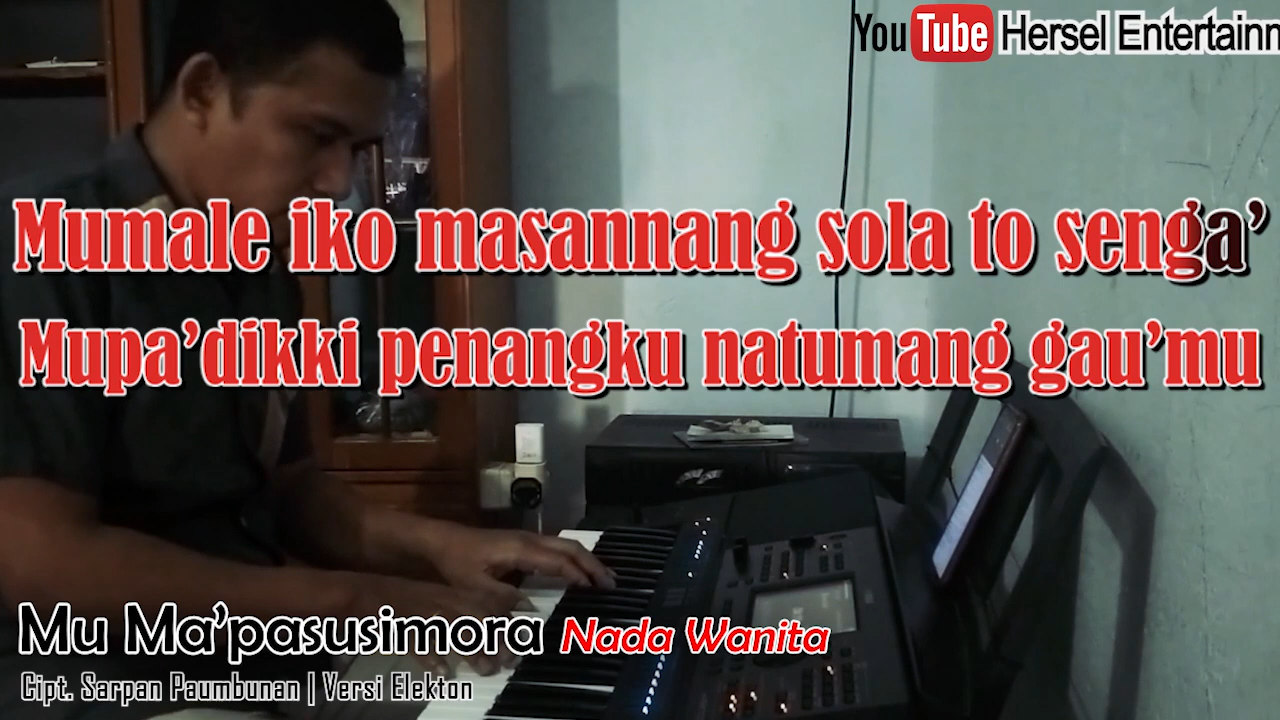 YouTube Hersel Entertainn
Mumale iko masannang sola to senga’
Mupa’dikki penangku natumang gau’mu
Mu Ma’pasusimora Nada Wanita
Cipt. Sarpan Paumbunan | Versi Elekton